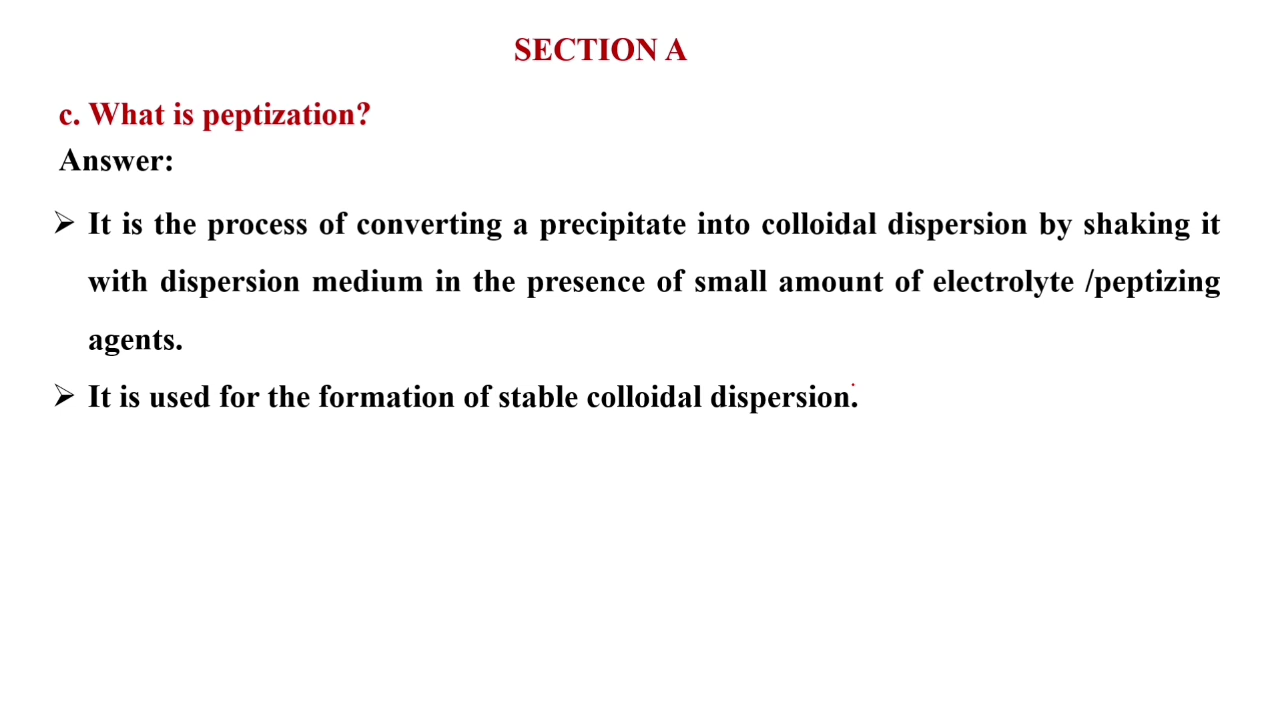 SECTION A
c. What is peptization?
Answer:
➢ It is the process of converting a precipitate into colloidal dispersion by shaking it
with dispersion medium in the presence of small amount of electrolyte /peptizing
agents.
➢ It is used for the formation of stable colloidal dispersion.